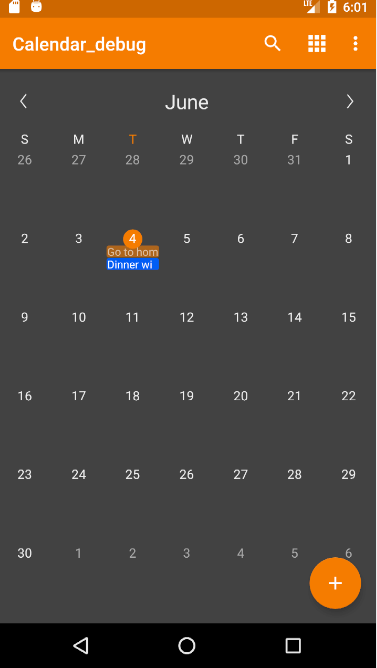 LTE 6:01
Calendar_debug
June
S M T W T F S
26 27 28 29 30 31 1
2 3 4 5 6 7 8
Go to hom
Dinner wi
9 10 11 12 13 14 15
16 17 18 19 20 21 22
23 24 25 26 27 28 29
30 1 2 3 4 5 6